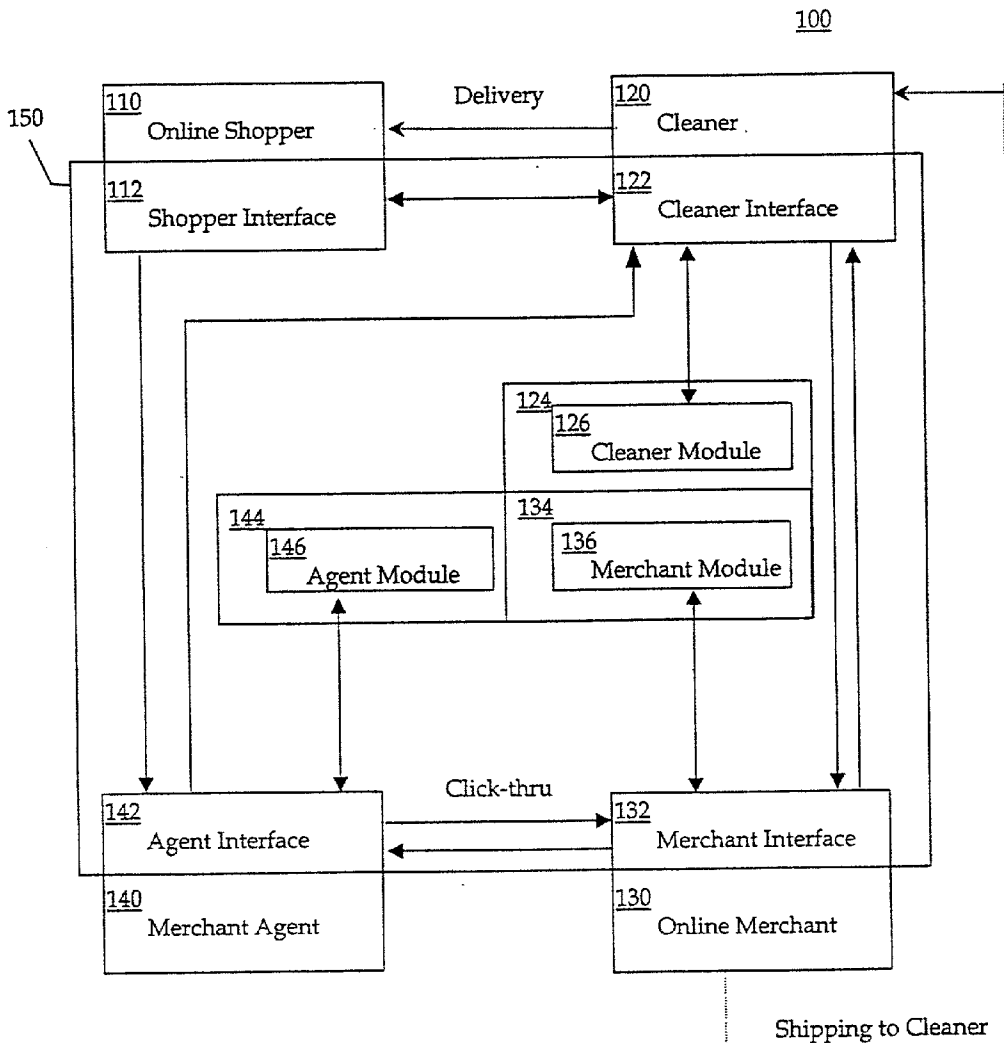 100
150
110
Online Shopper
Delivery
120
Cleaner
112
Shopper Interface
122
Cleaner Interface
124
126
Cleaner Module
144
146
Agent Module
134
136
Merchant Module
Click-thru
142
Agent Interface
132
Merchant Interface
140
Merchant Agent
130
Online Merchant
Shipping to Cleaner